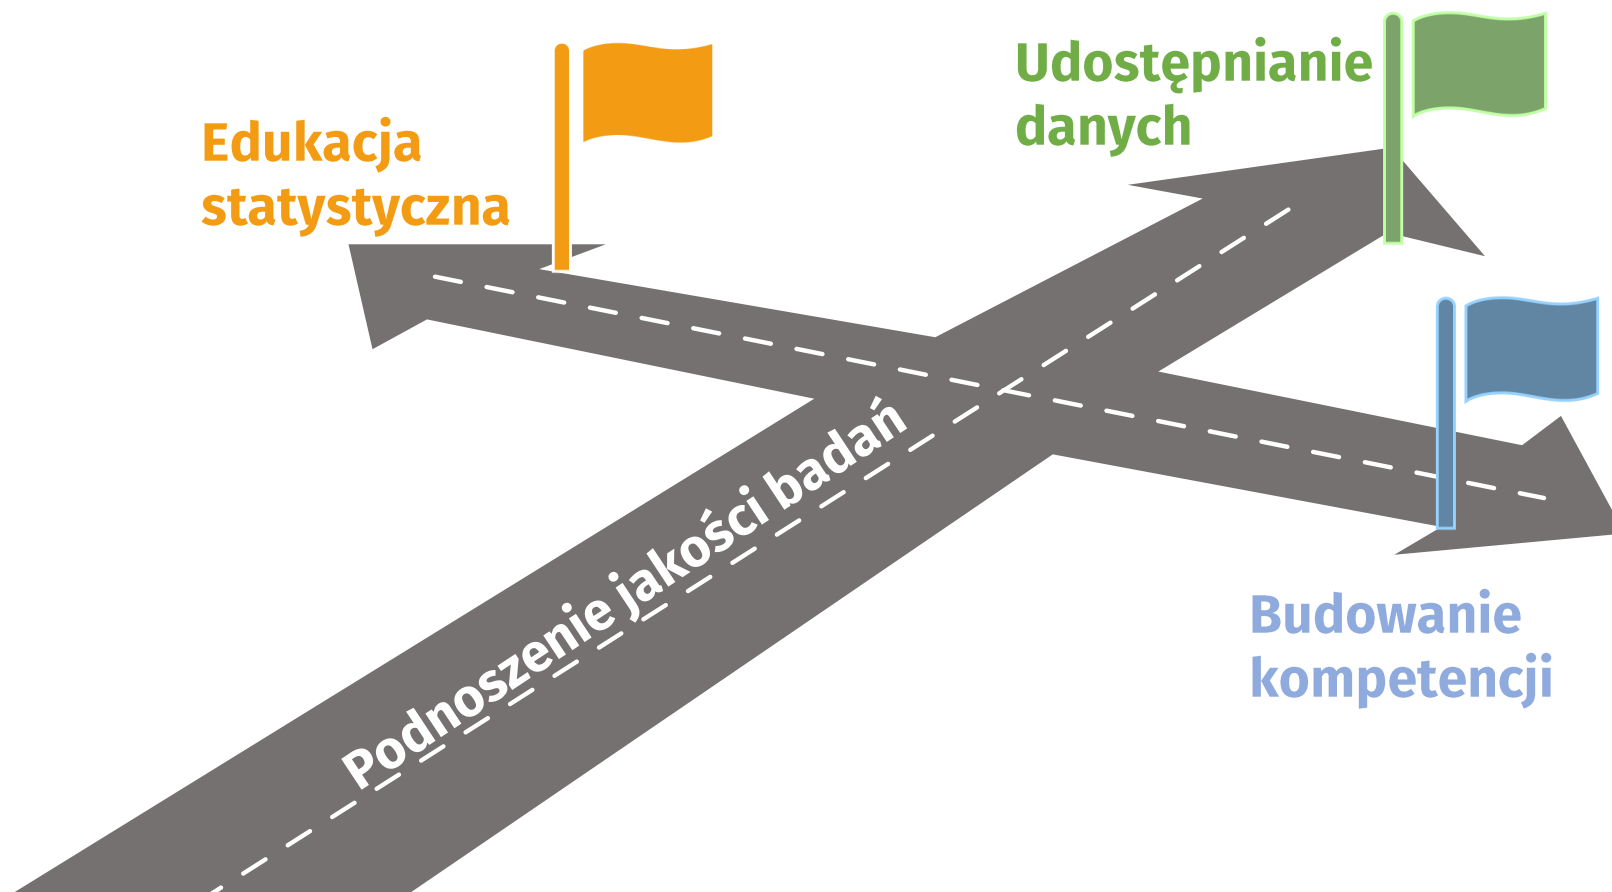 Edukacja
statystyczna
Udostępnianie
danych
Podnoszenie jakości badań
Budowanie
kompetencji